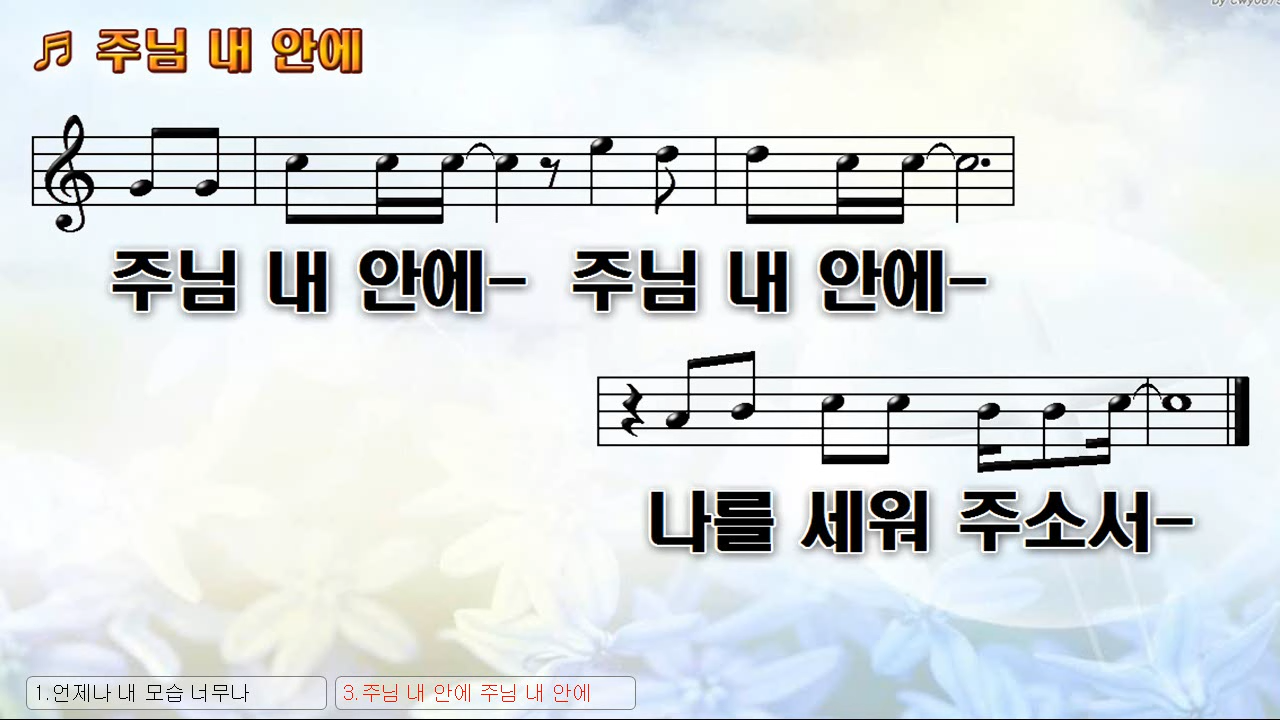 ♬ 주님 내 안에
주님 내 안에- 주님 내 안에-
나를 세워 주소서-
1.언제나 내 모습 너무나
3.주님 내 안에 주님 내 안에